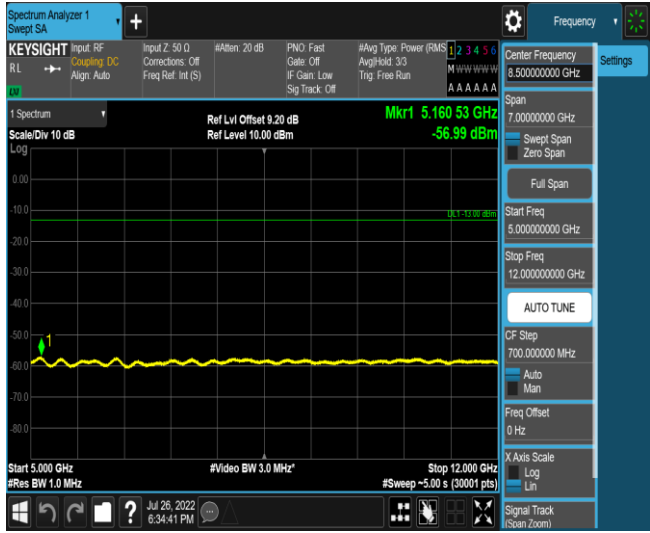 Spectrum Analyzer 1
Swept SA
+
Frequency
KEYSIGHT
RL
Input: RF
Coupling: DC
Align: Auto
Input Z: 50 Ω
Corrections: Off
Freq Ref: Int (S)
#Atten: 20 dB
PNO: Fast
Gate: Off
IF Gain: Low
Sig Track: Off
#Avg Type: Power (RMS
Avg|Hold: 3/3
Trig: Free Run
1 2 3 4 5 6
M W W W W W
A A A A A A
1 Spectrum
Scale/Div 10 dB
Log
Ref Lvl Offset 9.20 dB
Ref Level 10.00 dBm
Mkr1 5.160 53 GHz
-56.99 dBm
0.00
-10.0
-20.0
-30.0
-40.0
-50.0
-60.0
-70.0
-80.0
DL1 -13.00 dBm
1
Start 5.000 GHz
#Res BW 1.0 MHz
#Video BW 3.0 MHz*
Stop 12.000 GHz
#Sweep ~5.00 s (30001 pts)
Jul 26, 2022
6:34:41 PM
?
Center Frequency
8.500000000 GHz
Settings
Span
7.00000000 GHz
Swept Span
Zero Span
Full Span
Start Freq
5.000000000 GHz
Stop Freq
12.000000000 GHz
AUTO TUNE
CF Step
700.000000 MHz
Auto
Man
Freq Offset
0 Hz
X Axis Scale
Log
Lin
Signal Track
(Span Zoom)